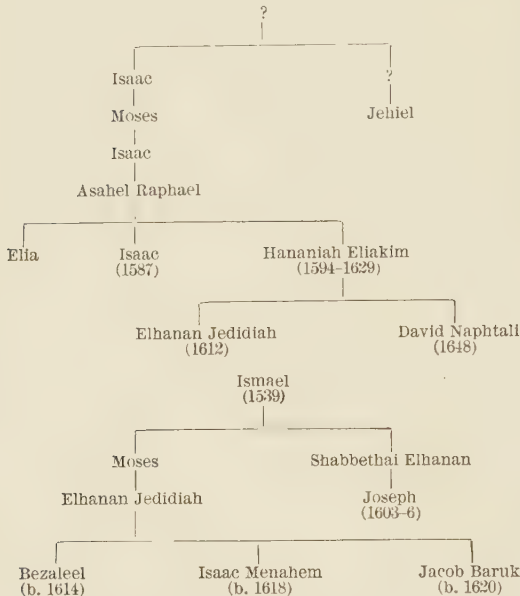 ?
Isaac ?
Moses Jehiel
Isaac
Asahel Raphael
Elia Isaac Hananiah Eliakim
(1587) (1594-1629)
Elhanan Jedidiah David Naphtali
(1612) (1648)
Ismael
(1539)
Moses Shabbethai Elhanan
Elhanan Jedidiah Joseph
(1603-6)
Bezaleel Isaac Menahem Jacob Baruk
(b. 1614) (b. 1618) (b. 1620)